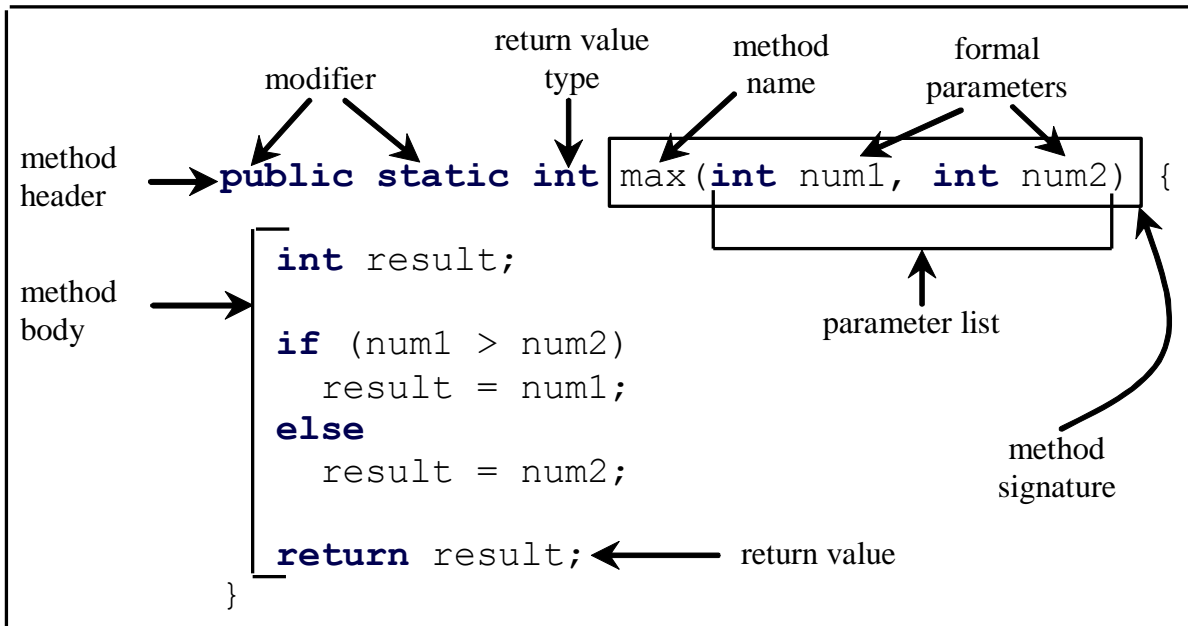 return value
type
method
name
formal
parameters
modifier
method
header
public static int max(int num1, int num2) {
int result;
method
body
parameter list
if (num1 > num2)
result = num1;
else
result = num2;
method
signature
return result;
return value
}